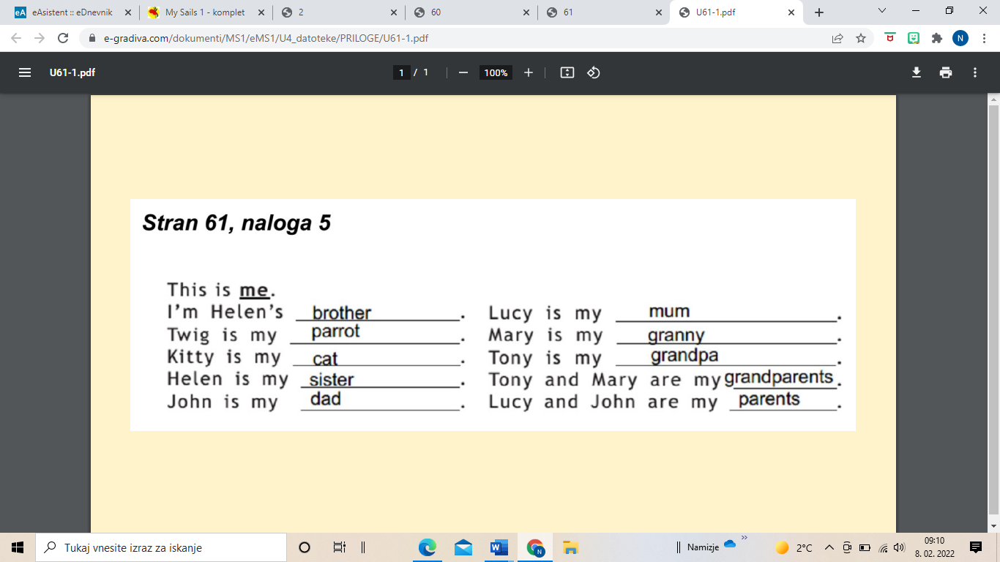 eAsistent :: eDnevnik
My Sails 1 - komplet
2
60
61
U61-1.pdf
e-gradiva.com/dokumenti/MS1/eMS1/U4_datoteke/PRILOGE/U61-1.pdf
N
U61-1.pdf
1 / 1
100%
Stran 61, naloga 5
This is me.
I'm Helen's brother.
Twig is my parrot.
Kitty is my cat.
Helen is my sister.
John is my dad.
Lucy is my mum.
Mary is my granny.
Tony is my grandpa.
Tony and Mary are my grandparents.
Lucy and John are my parents.
Tukaj vnesite izraz za iskanje
Namizje
2°C
09:10
8. 02. 2022